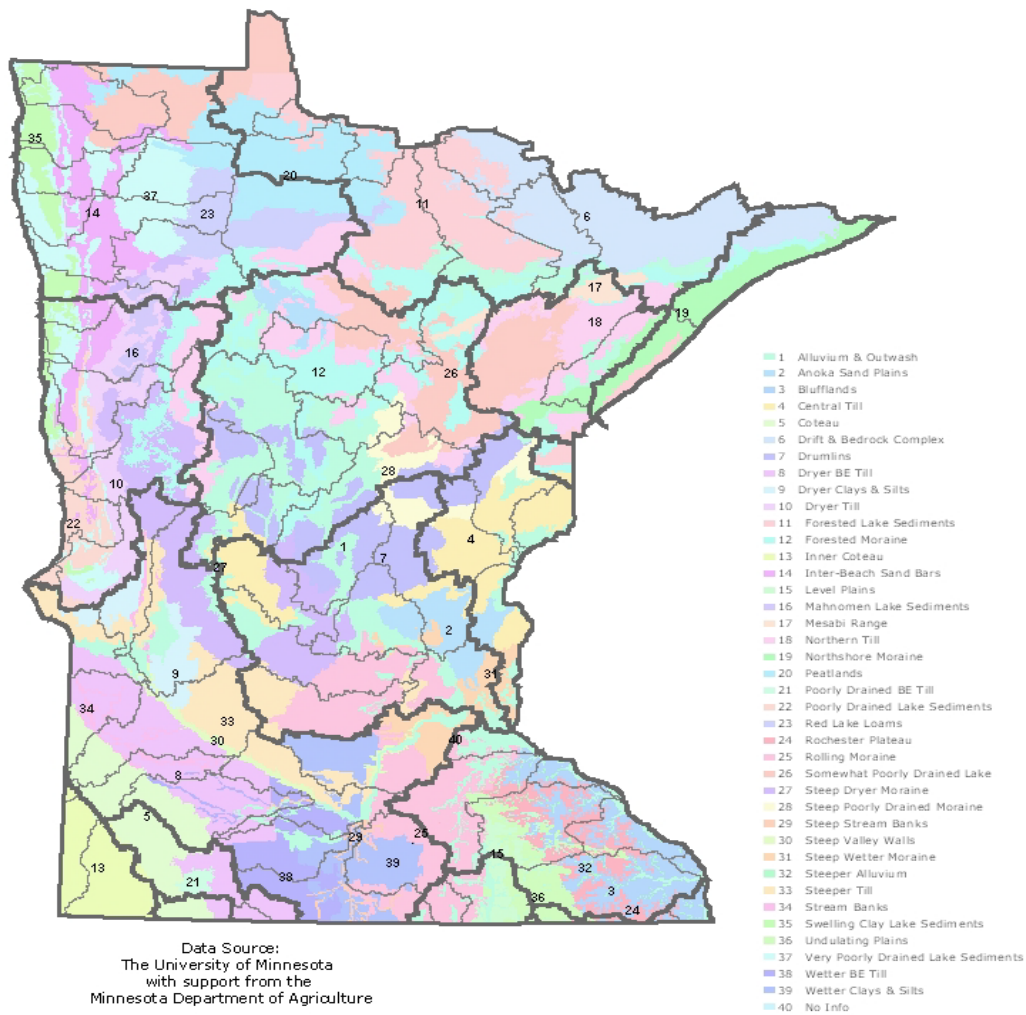 35
20
37
14
23
11
6
17
19
18
16
12
26
28
10
22
1
7
4
27
2
9
31
34
33
30
40
8
5
29
25
15
13
39
32
21
38
36
3
24
1 Alluvium & Outwash
2 Anoka Sand Plains
3 Blufflands
4 Central Till
5 Coteau
6 Drift & Bedrock Complex
7 Drumlins
8 Dryer BE Till
9 Dryer Clays & Silts
10 Dryer Till
11 Forested Lake Sediments
12 Forested Moraine
13 Inner Coteau
14 Inter-Beach Sand Bars
15 Level Plains
16 Mahnomen Lake Sediments
17 Mesabi Range
18 Northern Till
19 Northshore Moraine
20 Peatlands
21 Poorly Drained BE Till
22 Poorly Drained Lake Sediments
23 Red Lake Loams
24 Rochester Plateau
25 Rolling Moraine
26 Somewhat Poorly Drained Lake
27 Steep Dryer Moraine
28 Steep Poorly Drained Moraine
29 Steep Stream Banks
30 Steep Valley Walls
31 Steep Wetter Moraine
32 Steeper Alluvium
33 Steeper Till
34 Stream Banks
35 Swelling Clay Lake Sediments
36 Undulating Plains
37 Very Poorly Drained Lake Sediments
38 Wetter BE Till
39 Wetter Clays & Silts
40 No Info
Data Source:
The University of Minnesota
with support from the
Minnesota Department of Agriculture